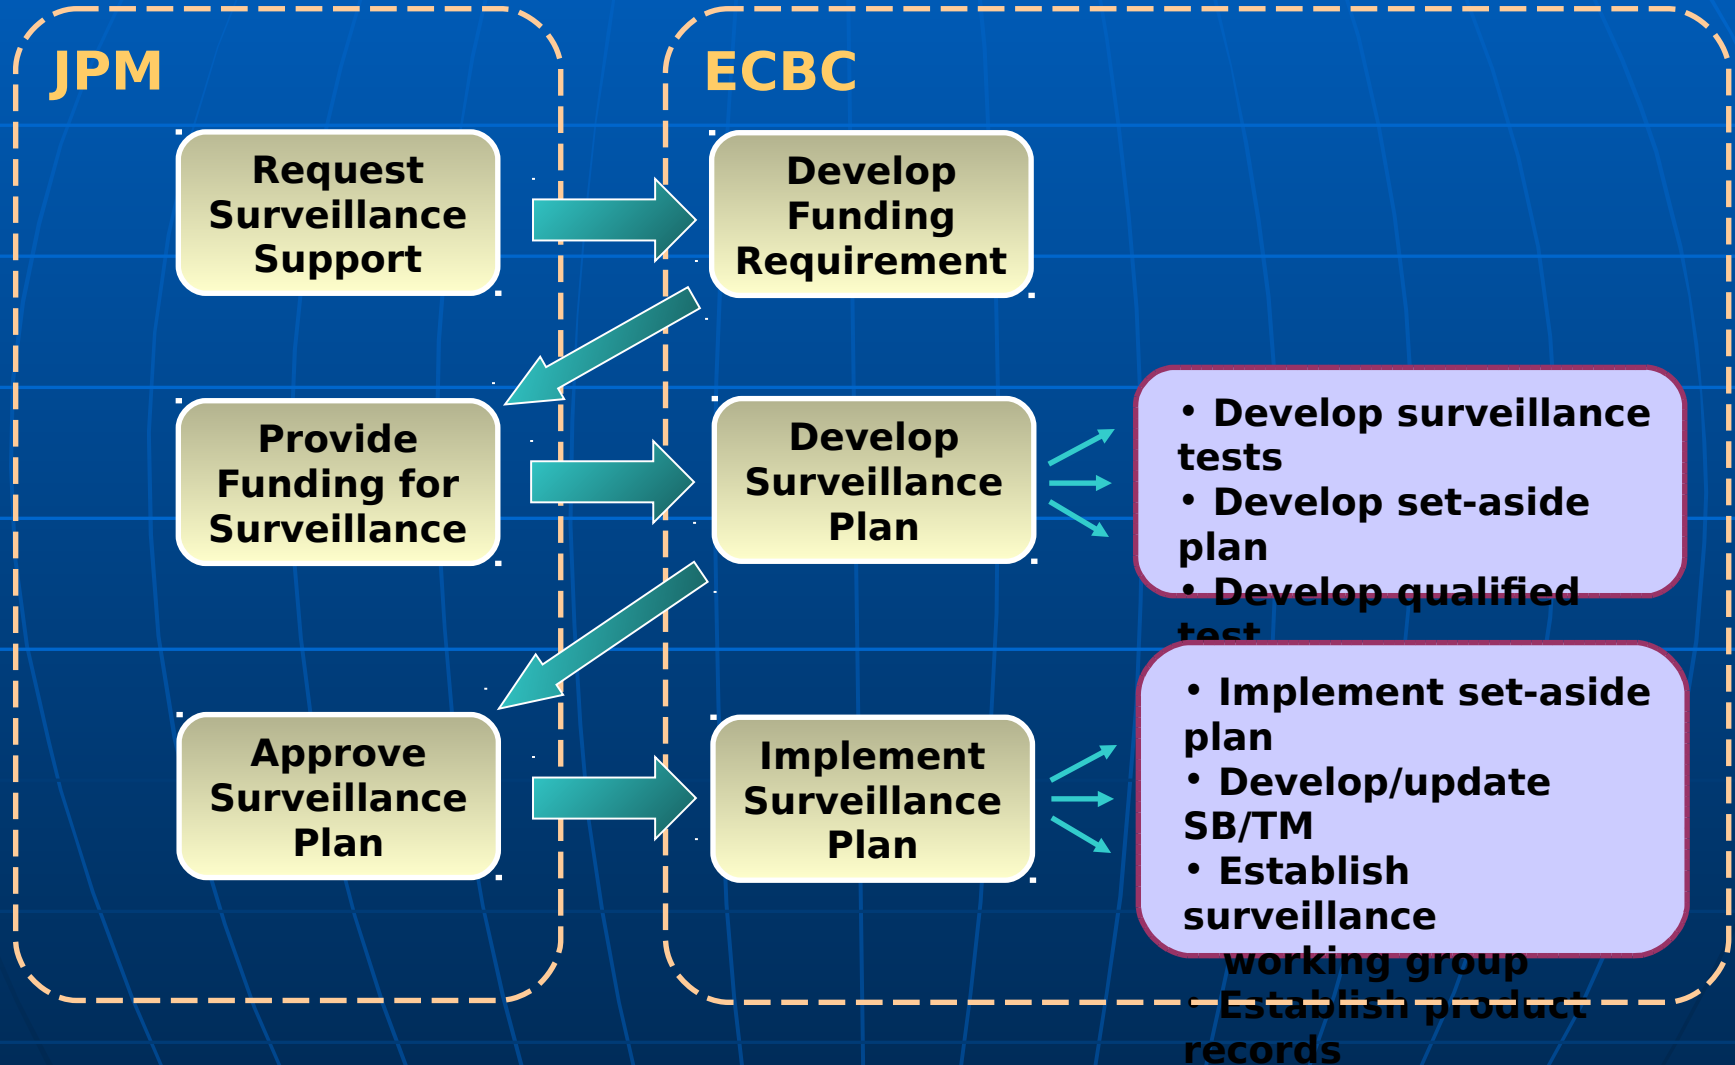 JPM
ECBC
Request
Surveillance
Support
Develop
Funding
Requirement
Provide
Funding for
Surveillance
Develop
Surveillance
Plan
• Develop surveillance
tests
• Develop set-aside
plan
• Develop qualified
test
Approve
Surveillance
Plan
Implement
Surveillance
Plan
• Implement set-aside
plan
• Develop/update
SB/TM
• Establish
surveillance
working group
• Establish product
records